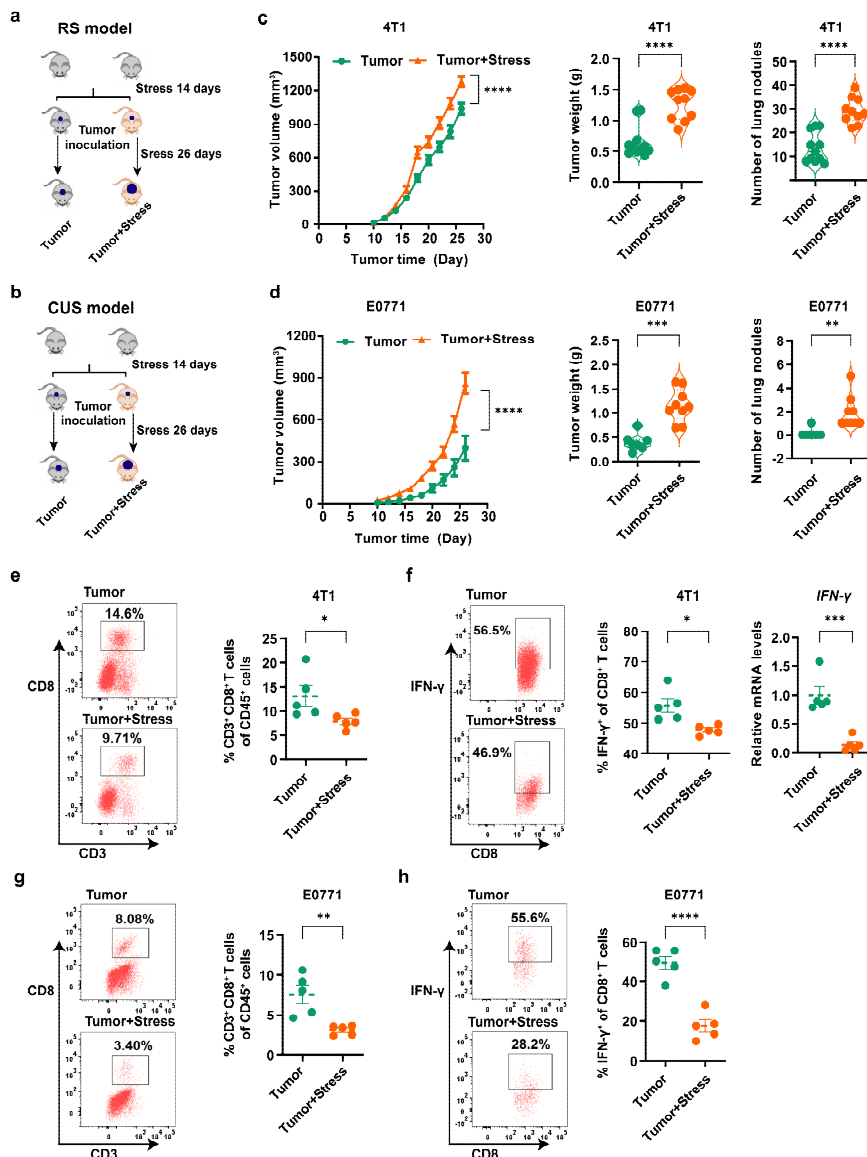 a
RS model
Stress 14 days
Tumor
inoculation
Sress 26 days
Tumor
Tumor+Stress
b
CUS model
Stress 14 days
Tumor
inoculation
Sress 26 days
Tumor
Tumor+Stress
c
4T1
Tumor
Tumor+Stress
****
Tumor volume (mm³)
1500
1200
900
600
300
0
0 5 10 15 20 25 30
Tumor time (Day)
4T1
****
Tumor weight (g)
2.0
1.5
1.0
0.5
0.0
Tumor
Tumor+Stress
4T1
****
Number of lung nodules
50
40
30
20
10
0
Tumor
Tumor+Stress
d
E0771
Tumor
Tumor+Stress
****
Tumor volume (mm³)
1200
900
600
300
0
0 5 10 15 20 25 30
Tumor time (Day)
E0771
***
Tumor weight (g)
2.0
1.5
1.0
0.5
0.0
Tumor
Tumor+Stress
E0771
**
Number of lung nodules
8
6
4
2
0
-2
Tumor
Tumor+Stress
e
Tumor
14.6%
Tumor+Stress
9.71%
CD8
CD3
4T1
*
% CD3⁺ CD8⁺ T cells
of CD45⁺ cells
25
20
15
10
5
0
Tumor
Tumor+Stress
f
Tumor
56.5%
IFN-γ
Tumor+Stress
46.9%
CD8
4T1
*
% IFN-γ⁺ of CD8⁺ T cells
80
70
60
50
40
Tumor
Tumor+Stress
IFN-γ
***
Relative mRNA levels
2.0
1.5
1.0
0.5
0.0
Tumor
Tumor+Stress
g
Tumor
8.08%
CD8
Tumor+Stress
3.40%
CD3
E0771
**
% CD3⁺ CD8⁺ T cells
of CD45⁺ cells
15
10
5
0
Tumor
Tumor+Stress
h
Tumor
55.6%
IFN-γ
Tumor+Stress
28.2%
CD8
E0771
****
% IFN-γ⁺ of CD8⁺ T cells
60
40
20
0
Tumor
Tumor+Stress